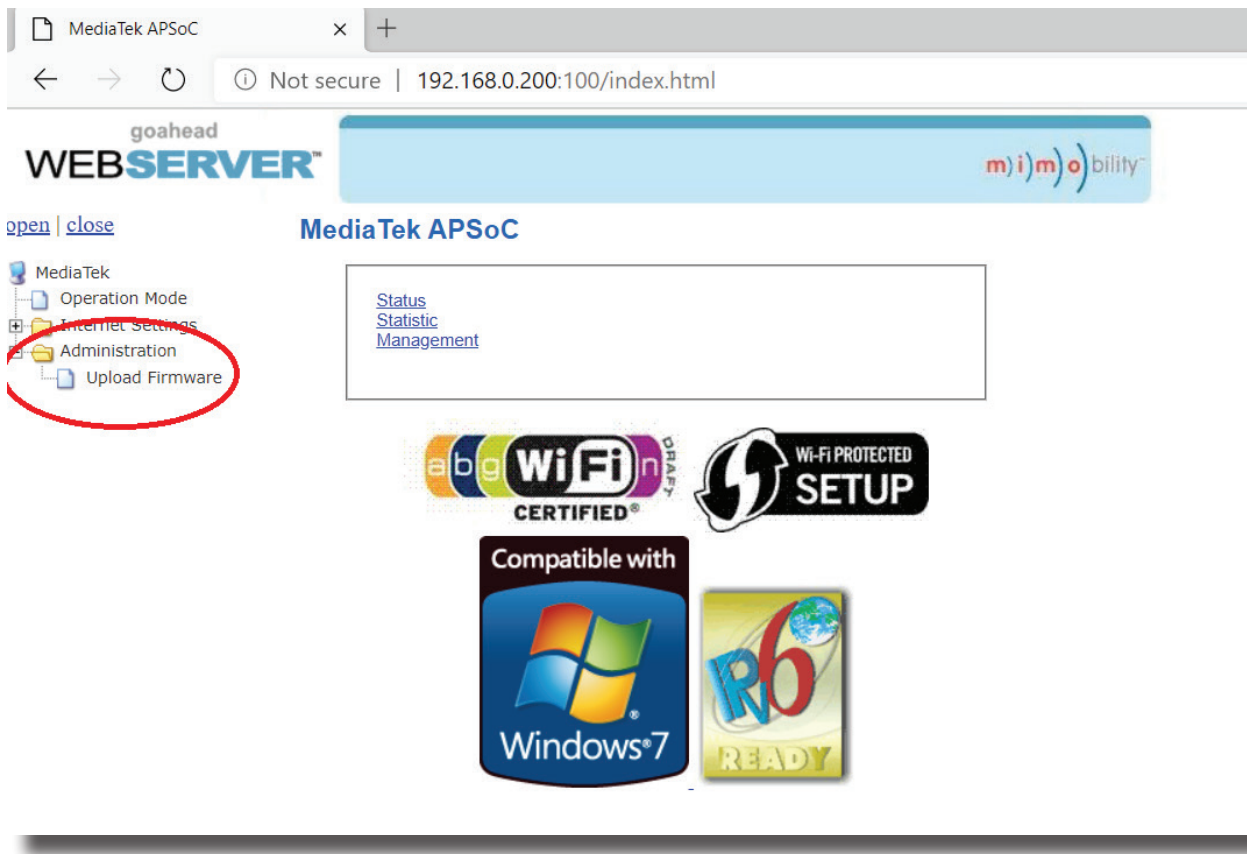 MediaTek APSoC
Not secure | 192.168.0.200:100/index.html
goahead
WEBSERVER™
m)i)m)o)bility™
open | close
MediaTek APSoC
MediaTek
Operation Mode
Internet Settings
Administration
Upload Firmware
Status
Statistic
Management
a b g WiFi n DRAFT
CERTIFIED®
Wi-Fi PROTECTED
SETUP
Compatible with
Windows®7
IPv6
READY